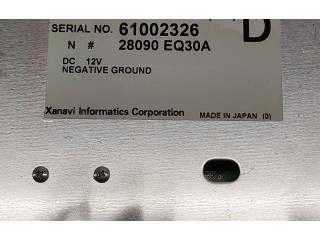 D
SERIAL NO. 61002326
N # 28090 EQ30A
DC 12V
NEGATIVE GROUND
Xanavi Informatics Corporation
MADE IN JAPAN (0)